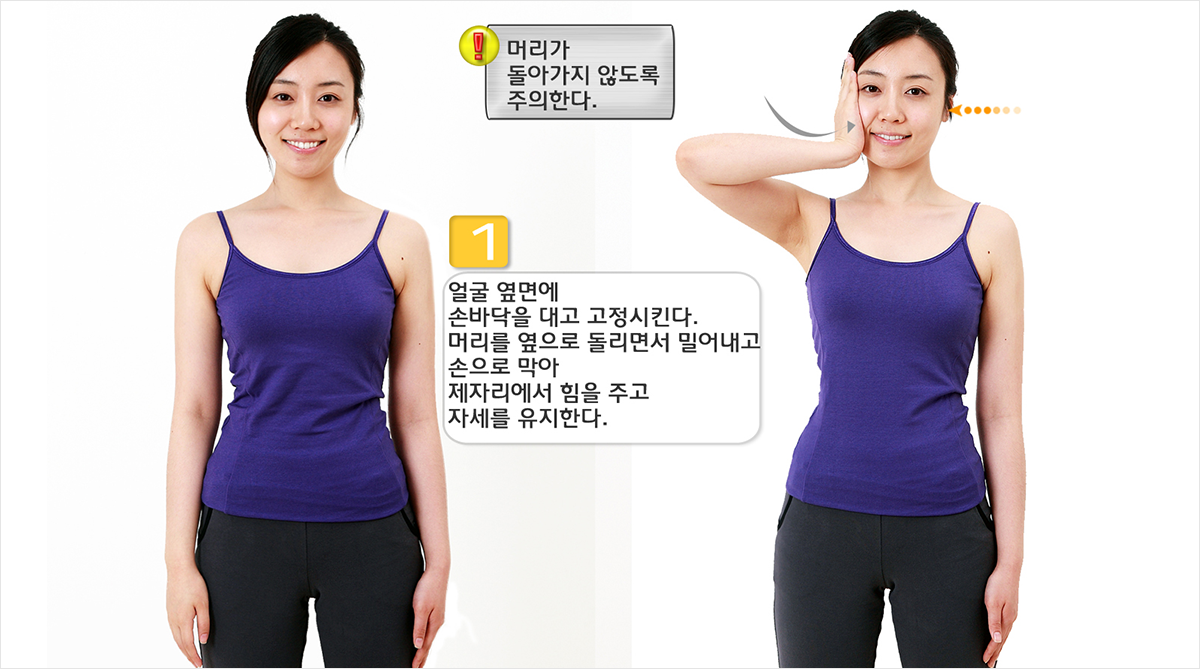 머리가
돌아가지 않도록
주의한다.
1
얼굴 옆면에
손바닥을 대고 고정시킨다.
머리를 옆으로 돌리면서 밀어내고
손으로 막아
제자리에서 힘을 주고
자세를 유지한다.